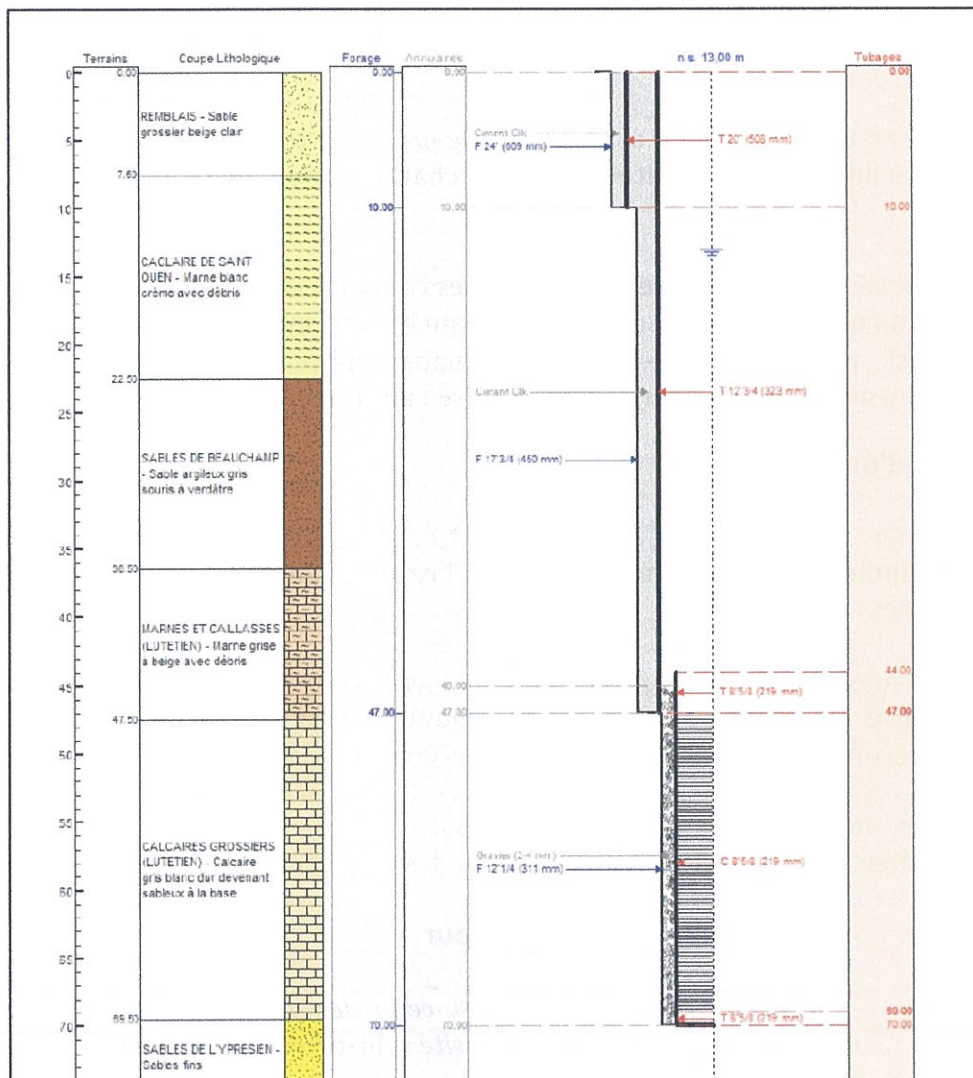 Terrains Coupe Lithologique Forage Annulaires n.s. 13,00 m Tubages
0 0.00 0.00 0.00 0.00
REMBLAIS - Sable
grossier beige clair
Ciment Clk
F 24" (609 mm)
T 20" (508 mm)
5
10 10.00 10.00 10.00
CACLAIRE DE SAINT
OUEN - Marne blanc
crème avec débris
15
20
22.50
Ciment Clk
T 12"3/4 (323 mm)
25
SABLES DE BEAUCHAMP
- Sable argileux gris
souris à verdâtre
F 17"3/4 (450 mm)
30
35
36.50
40
MARNES ET CAILLASSES
(LUTETIEN) - Marne grise
à beige avec débris
44.00
45
T 8"5/8 (219 mm)
47.00 47.00 47.00
47.50
50
55
CALCAIRES GROSSIERS
(LUTETIEN) - Calcaire
gris blanc dur devenant
sableux à la base
F 12"1/4 (311 mm)
C 8"5/8 (219 mm)
60
65
69.50
69.00
T 8"5/8 (219 mm)
70 70.00 70.00 70.00
SABLES DE L'YPRESIEN -
Sables fins